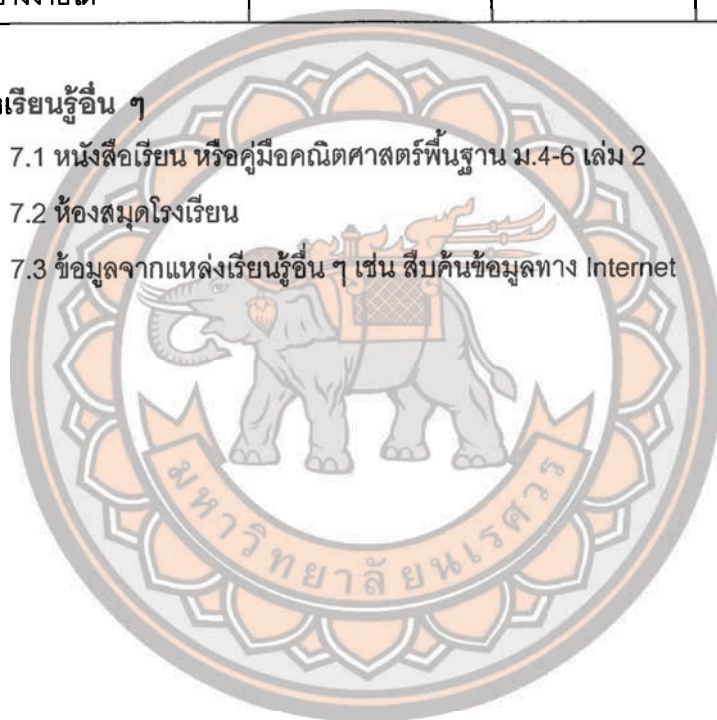 เรียนรู้อื่น ๆ
7.1 หนังสือเรียน หรือคู่มือคณิตศาสตร์พื้นฐาน ม.4-6 เล่ม 2
7.2 ห้องสมุดโรงเรียน
7.3 ข้อมูลจากแหล่งเรียนรู้อื่น ๆ เช่น สืบค้นข้อมูลทาง Internet
มหาวิทยาลัยนเรศวร